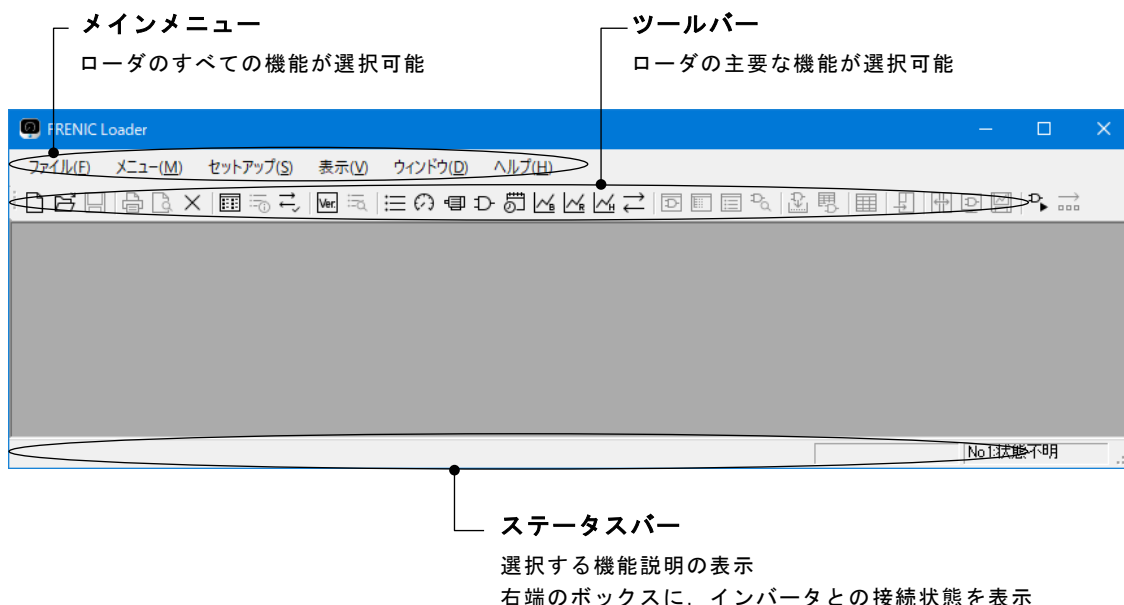 メインメニュー
ローダのすべての機能が選択可能
ツールバー
ローダの主要な機能が選択可能
FRENIC Loader
ファイル(F) メニュー(M) セットアップ(S) 表示(V) ウィンドウ(D) ヘルプ(H)
Ver. B R H
No1:状態不明
ステータスバー
選択する機能説明の表示
右端のボックスに，インバータとの接続状態を表示